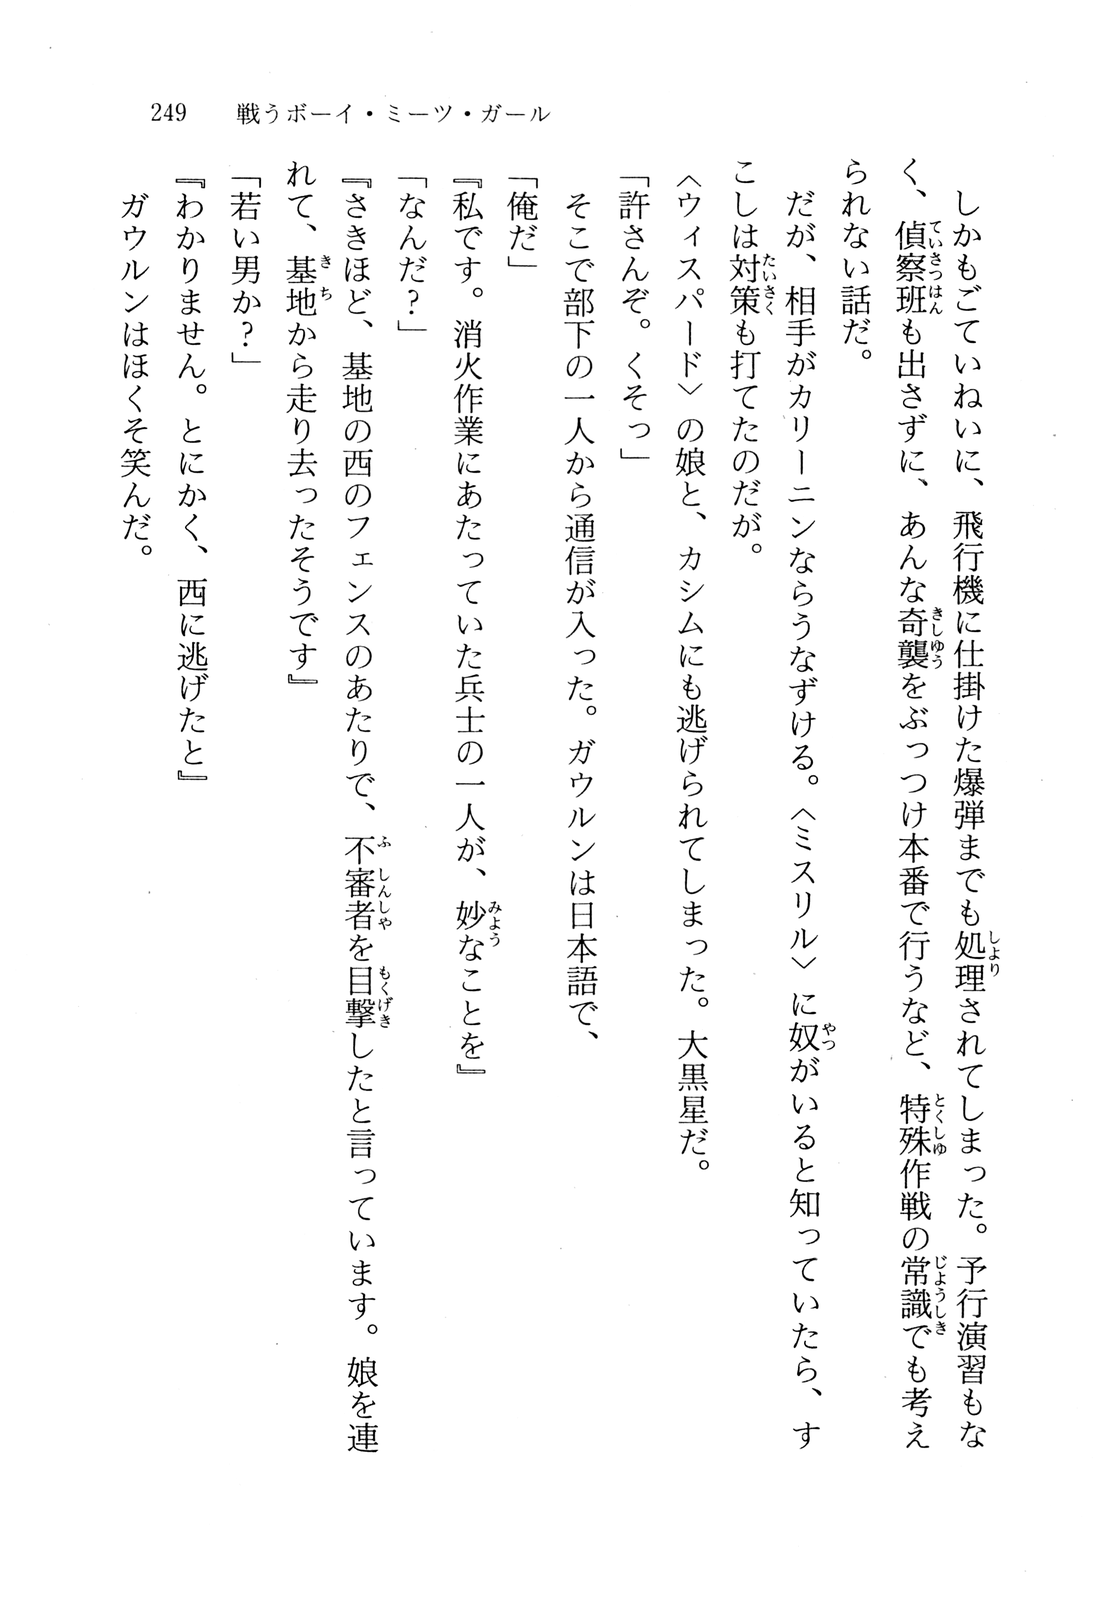 249　戦うボーイ・ミーツ・ガール
　しかもごていねいに、飛行機に仕掛けた爆弾までも処理されてしまった。予行演習もな
く、偵察班も出さずに、あんな奇襲をぶっつけ本番で行うなど、特殊作戦の常識でも考え
られない話だ。
　だが、相手がカリーニンならうなずける。〈ミスリル〉に奴がいると知っていたら、す
こしは対策も打てたのだが。
〈ウィスパード〉の娘と、カシムにも逃げられてしまった。大黒星だ。
「許さんぞ。くそっ」
　そこで部下の一人から通信が入った。ガウルンは日本語で、
「俺だ」
『私です。消火作業にあたっていた兵士の一人が、妙なことを』
「なんだ？」
『さきほど、基地の西のフェンスのあたりで、不審者を目撃したと言っています。娘を連
れて、基地から走り去ったそうです』
「若い男か？」
『わかりません。とにかく、西に逃げたと』
　ガウルンはほくそ笑んだ。